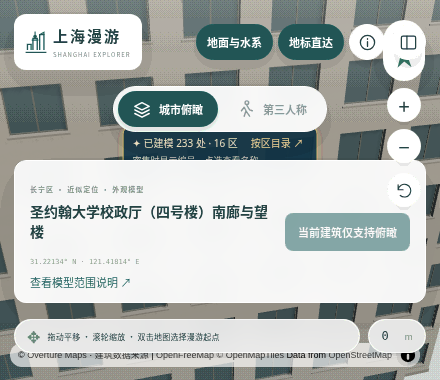 上海漫游
SHANGHAI EXPLORER
地面与水系
地标直达
城市俯瞰
第三人称
✦ 已建模 233 处 · 16 区 按区目录 ↗
长宁区 · 近似定位 · 外观模型
圣约翰大学校政厅（四号楼）南廊与望
楼
31.22134° N · 121.41014° E
当前建筑仅支持俯瞰
查看模型范围说明 ↗
拖动平移 · 滚轮缩放 · 双击地图选择漫游起点
0 m
© Overture Maps · 建筑数据来源 | OpenFreeMap © OpenMapTiles Data from OpenStreetMap